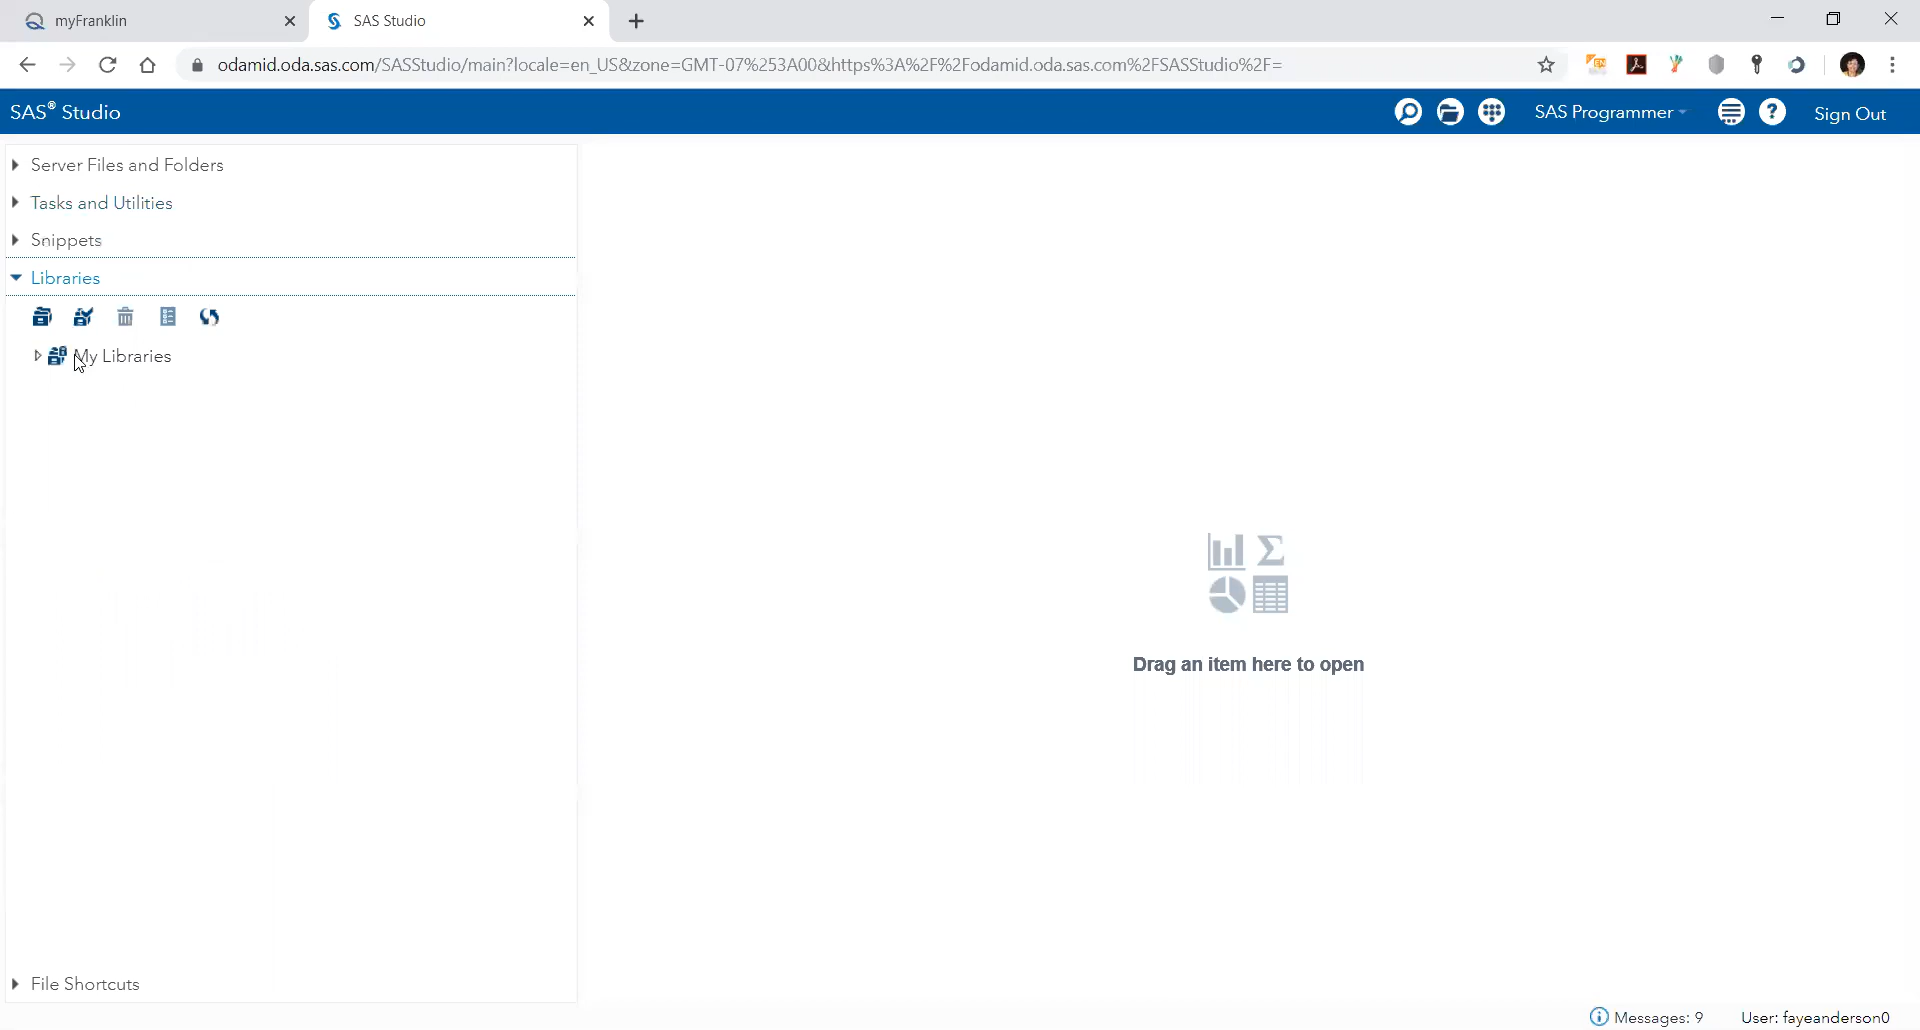 myFranklin
SAS Studio
odamid.oda.sas.com/SASStudio/main?locale=en_US&zone=GMT-07%253A00&https%3A%2F%2Fodamid.oda.sas.com%2FSASStudio%2F=
SAS® Studio
SAS Programmer
Sign Out
Server Files and Folders
Tasks and Utilities
Snippets
Libraries
My Libraries
Drag an item here to open
File Shortcuts
Messages: 9
User: fayeanderson0